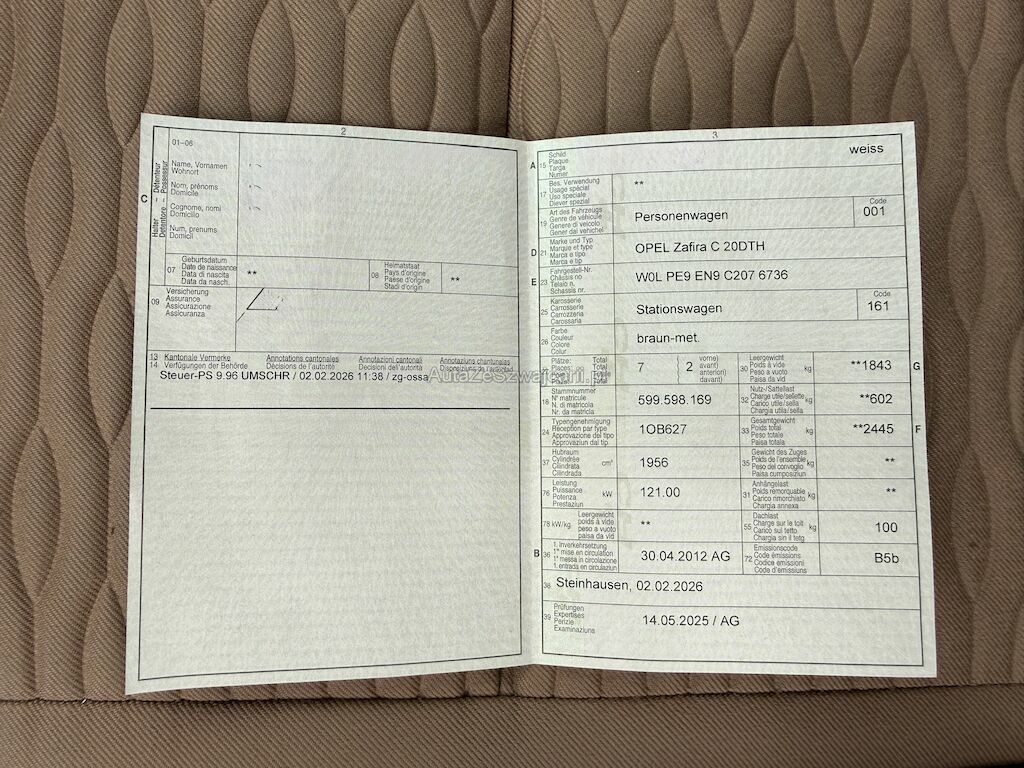 2
01–06
Name, Vornamen
Wohnort
Nom, prénoms
Domicile
Cognome, nomi
Domicilio
Num, prenums
Domicil
C
Halter – Détenteur
Detentore – Possessur
07
Geburtsdatum
Date de naissance
Data di nascita
Data da nasch.
**
08
Heimatstaat
Pays d'origine
Paese d'origine
Stadi d'origin
**
09
Versicherung
Assurance
Assicurazione
Assicuranza
13 Kantonale Vermerke
14 Verfügungen der Behörde
Annotations cantonales
Décisions de l'autorité
Annotazioni cantonali
Decisioni dell'autorità
Annotaziuns chantunalas
Disposiziuns da l'autoritad
Steuer-PS 9.96 UMSCHR / 02.02.2026 11:38 / zg-ossa
AutaZeSzwajcarii.pl
3
A 15
Schild
Plaque
Targa
Numer
weiss
17
Bes. Verwendung
Usage spécial
Uso speciale
Diever spezial
**
19
Art des Fahrzeugs
Genre de véhicule
Genere di veicolo
Gener dal vehichel
Personenwagen
Code
001
D 21
Marke und Typ
Marque et type
Marca e tipo
Marca e tip
OPEL Zafira C 20DTH
E 23
Fahrgestell-Nr.
Châssis no
Telaio n.
Schassis nr.
W0L PE9 EN9 C207 6736
25
Karosserie
Carrosserie
Carrozzeria
Carossaria
Stationswagen
Code
161
26
Farbe
Couleur
Colore
Colur
braun-met.
Plätze: Total
Places: Total
7 ( 2 vorne)
avant)
anteriori)
davant)
30
Leergewicht
Poids à vide
Peso a vuoto
Paisa da vid
kg
**1843
G
18
Stammnummer
N° matricule
N. di matricola
Nr. da matricla
599.598.169
32
Nutz-/Sattellast
Charge utile/sellette
Carico utile/sella
Chargia utila/sella
kg
**602
24
Typengenehmigung
Réception par type
Approvazione del tipo
Approvaziun dal tip
1OB627
33
Gesamtgewicht
Poids total
Peso totale
Paisa totala
kg
**2445
F
37
Hubraum
Cylindrée
Cilindrata
Cilindrada
cm³
1956
35
Gewicht des Zuges
Poids de l'ensemble
Peso del convoglio
Paisa cumposiziun
kg
**
76
Leistung
Puissance
Potenza
Prestaziun
kW
121.00
31
Anhängelast
Poids remorquable
Carico rimorchiato
Chargia annexa
kg
**
78 kW/kg
Leergewicht
poids à vide
peso a vuoto
paisa da vid
**
55
Dachlast
Charge sur le toit
Carico sul tetto
Chargia sin il tetg
kg
100
B 36
1. Inverkehrsetzung
1re mise en circulation
1a messa in circolazione
1. entrada en circulaziun
30.04.2012 AG
72
Emissionscode
Code émissions
Codice emissioni
Code d'emissiuns
B5b
38
Steinhausen, 02.02.2026
39
Prüfungen
Expertises
Perizie
Examinaziuns
14.05.2025 / AG